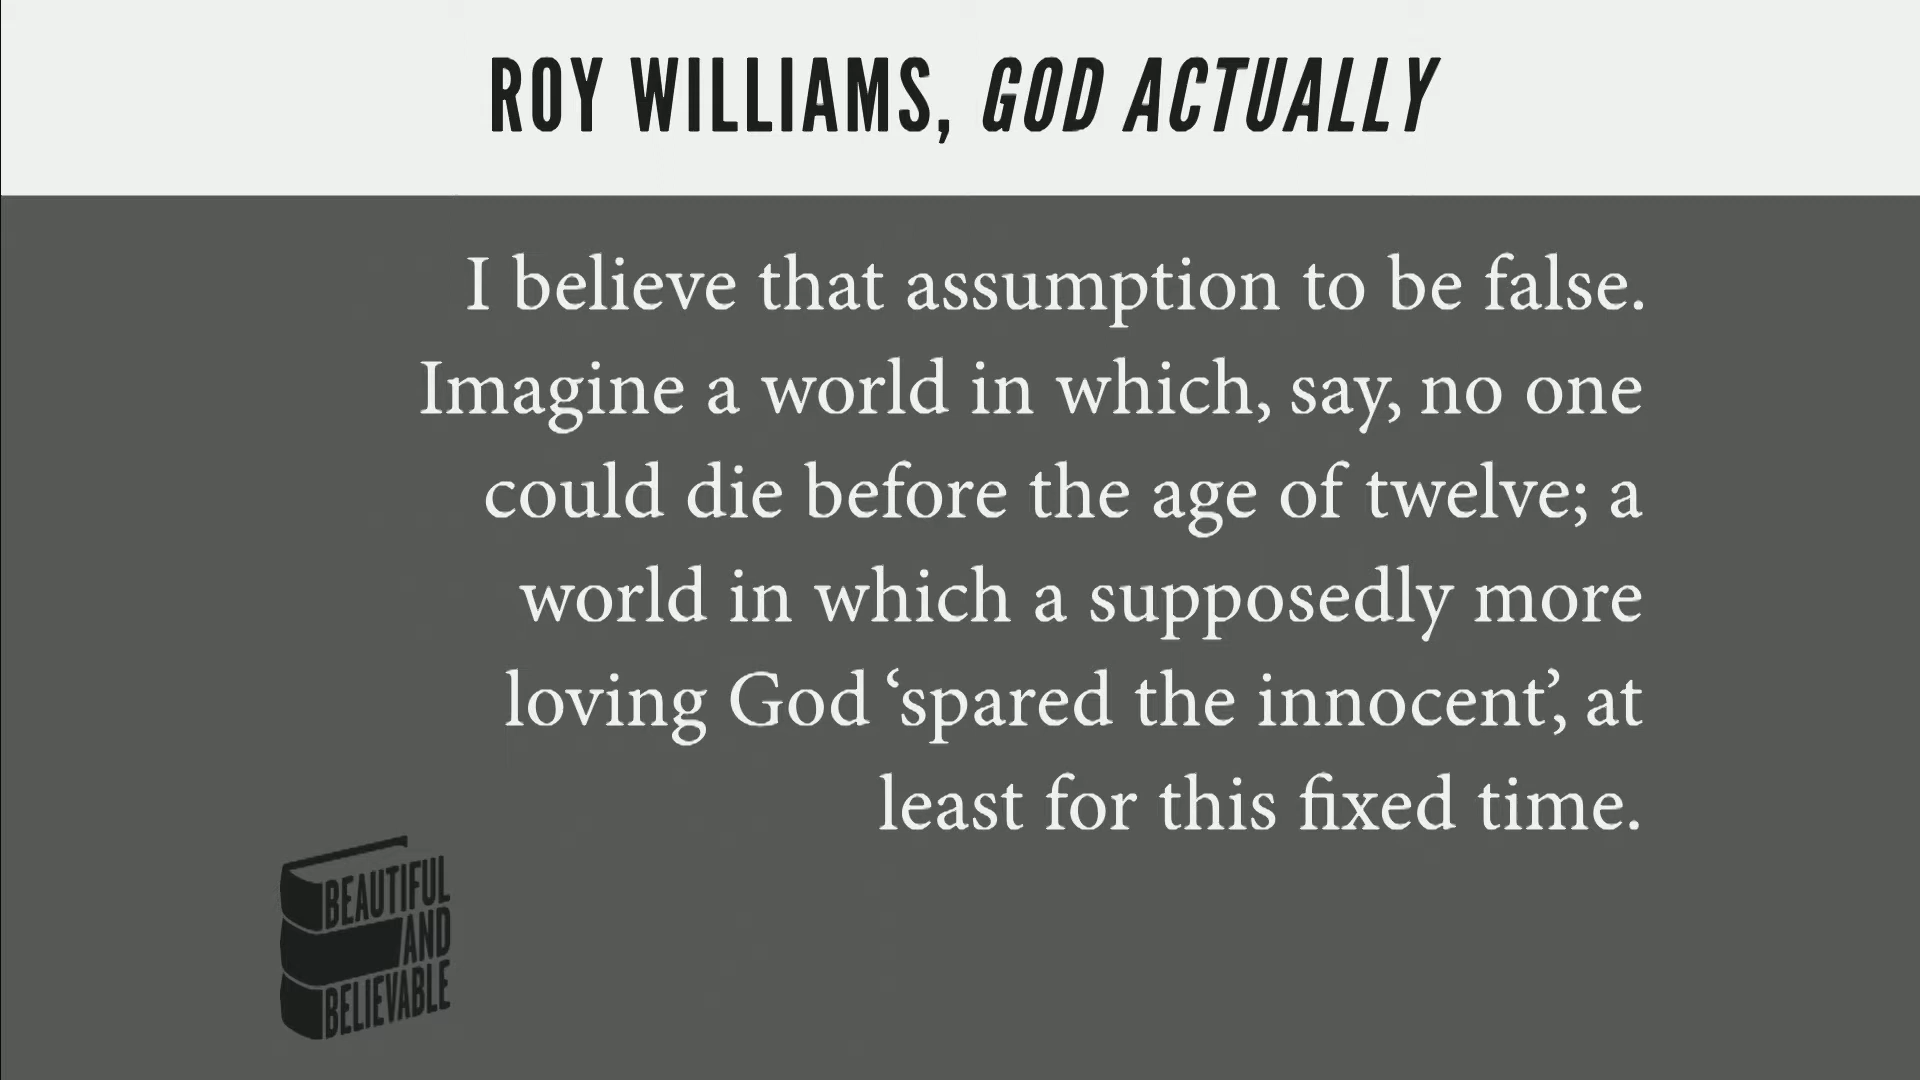 ROY WILLIAMS, GOD ACTUALLY
I believe that assumption to be false.
Imagine a world in which, say, no one
could die before the age of twelve; a
world in which a supposedly more
loving God ‘spared the innocent’, at
least for this fixed time.
BEAUTIFUL
AND
BELIEVABLE